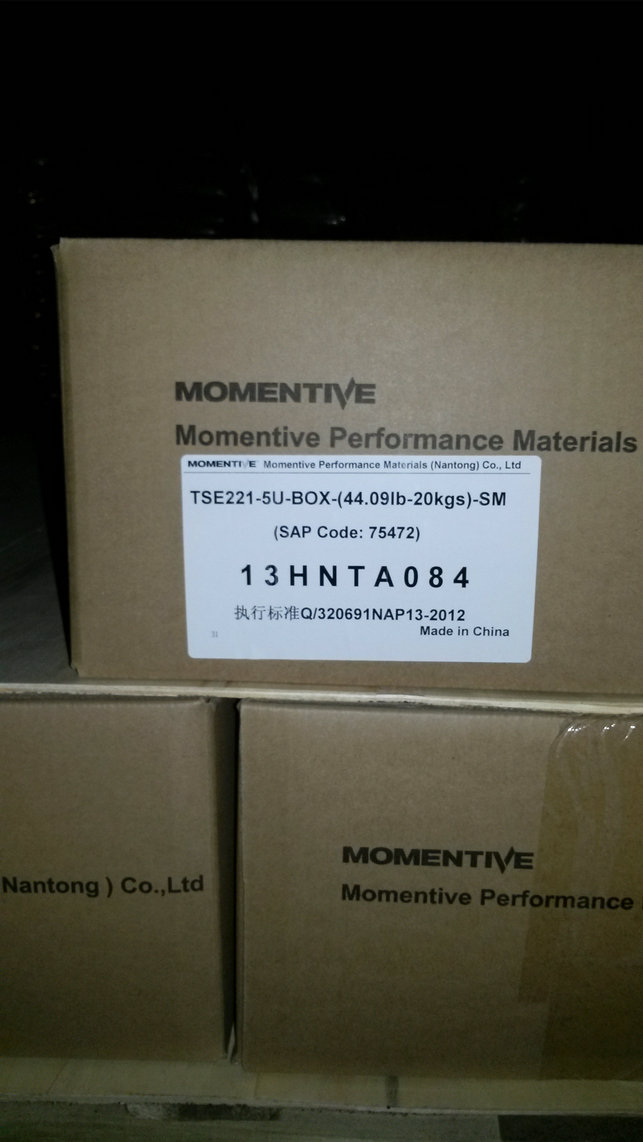 MOMENTIVE
Momentive Performance Materials
MOMENTIVE Momentive Performance Materials (Nantong) Co., Ltd
TSE221-5U-BOX-(44.09lb-20kgs)-SM
(SAP Code: 75472)
13HNTA084
执行标准Q/320691NAP13-2012
Made in China
31
Nantong ) Co.,Ltd
MOMENTIVE
Momentive Performance